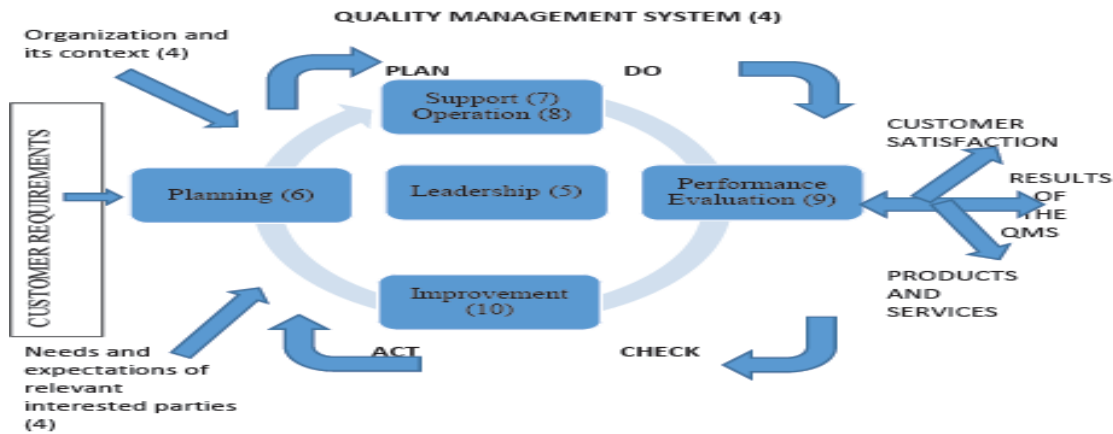 QUALITY MANAGEMENT SYSTEM (4)
Organization and
its context (4)
PLAN
DO
Support (7)
Operation (8)
CUSTOMER
SATISFACTION
CUSTOMER REQUIREMENTS
Planning (6)
Leadership (5)
Performance
Evaluation (9)
RESULTS
OF
THE
QMS
PRODUCTS
AND
SERVICES
Improvement
(10)
ACT
CHECK
Needs and
expectations of
relevant
interested parties
(4)